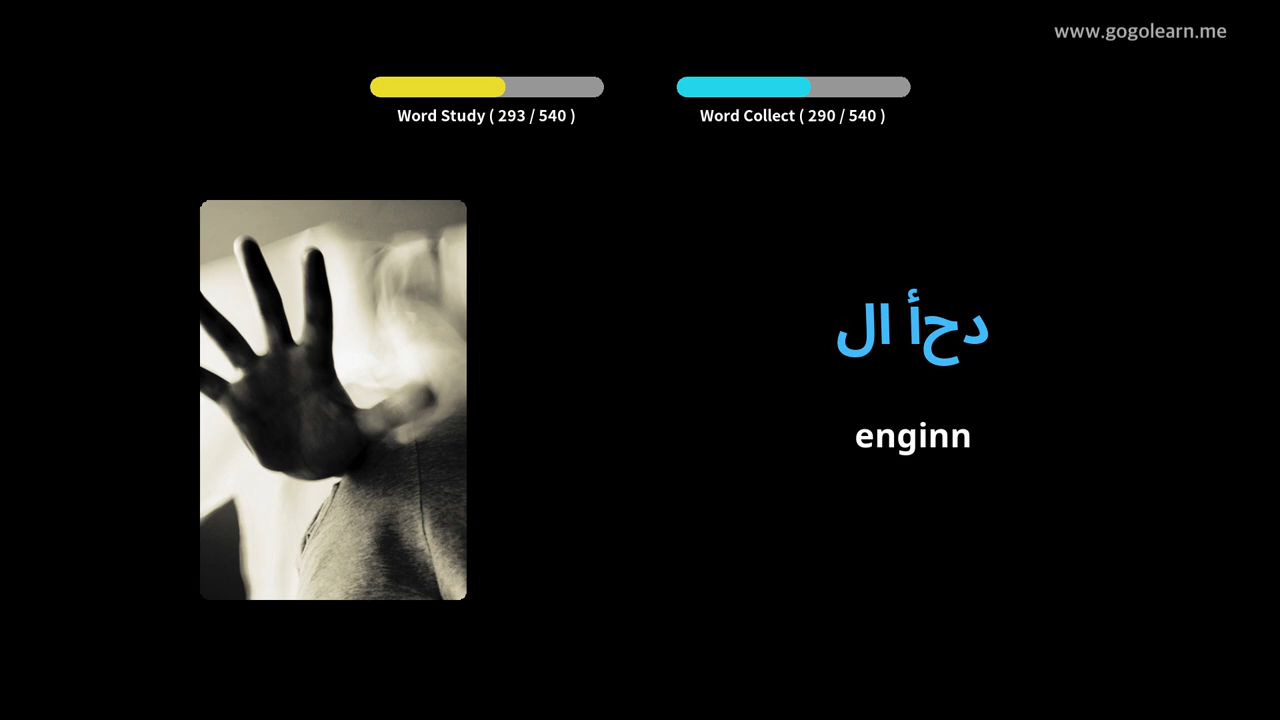 www.gogolearn.me
Word Study ( 293 / 540 )
Word Collect ( 290 / 540 )
دحأ ال
enginn